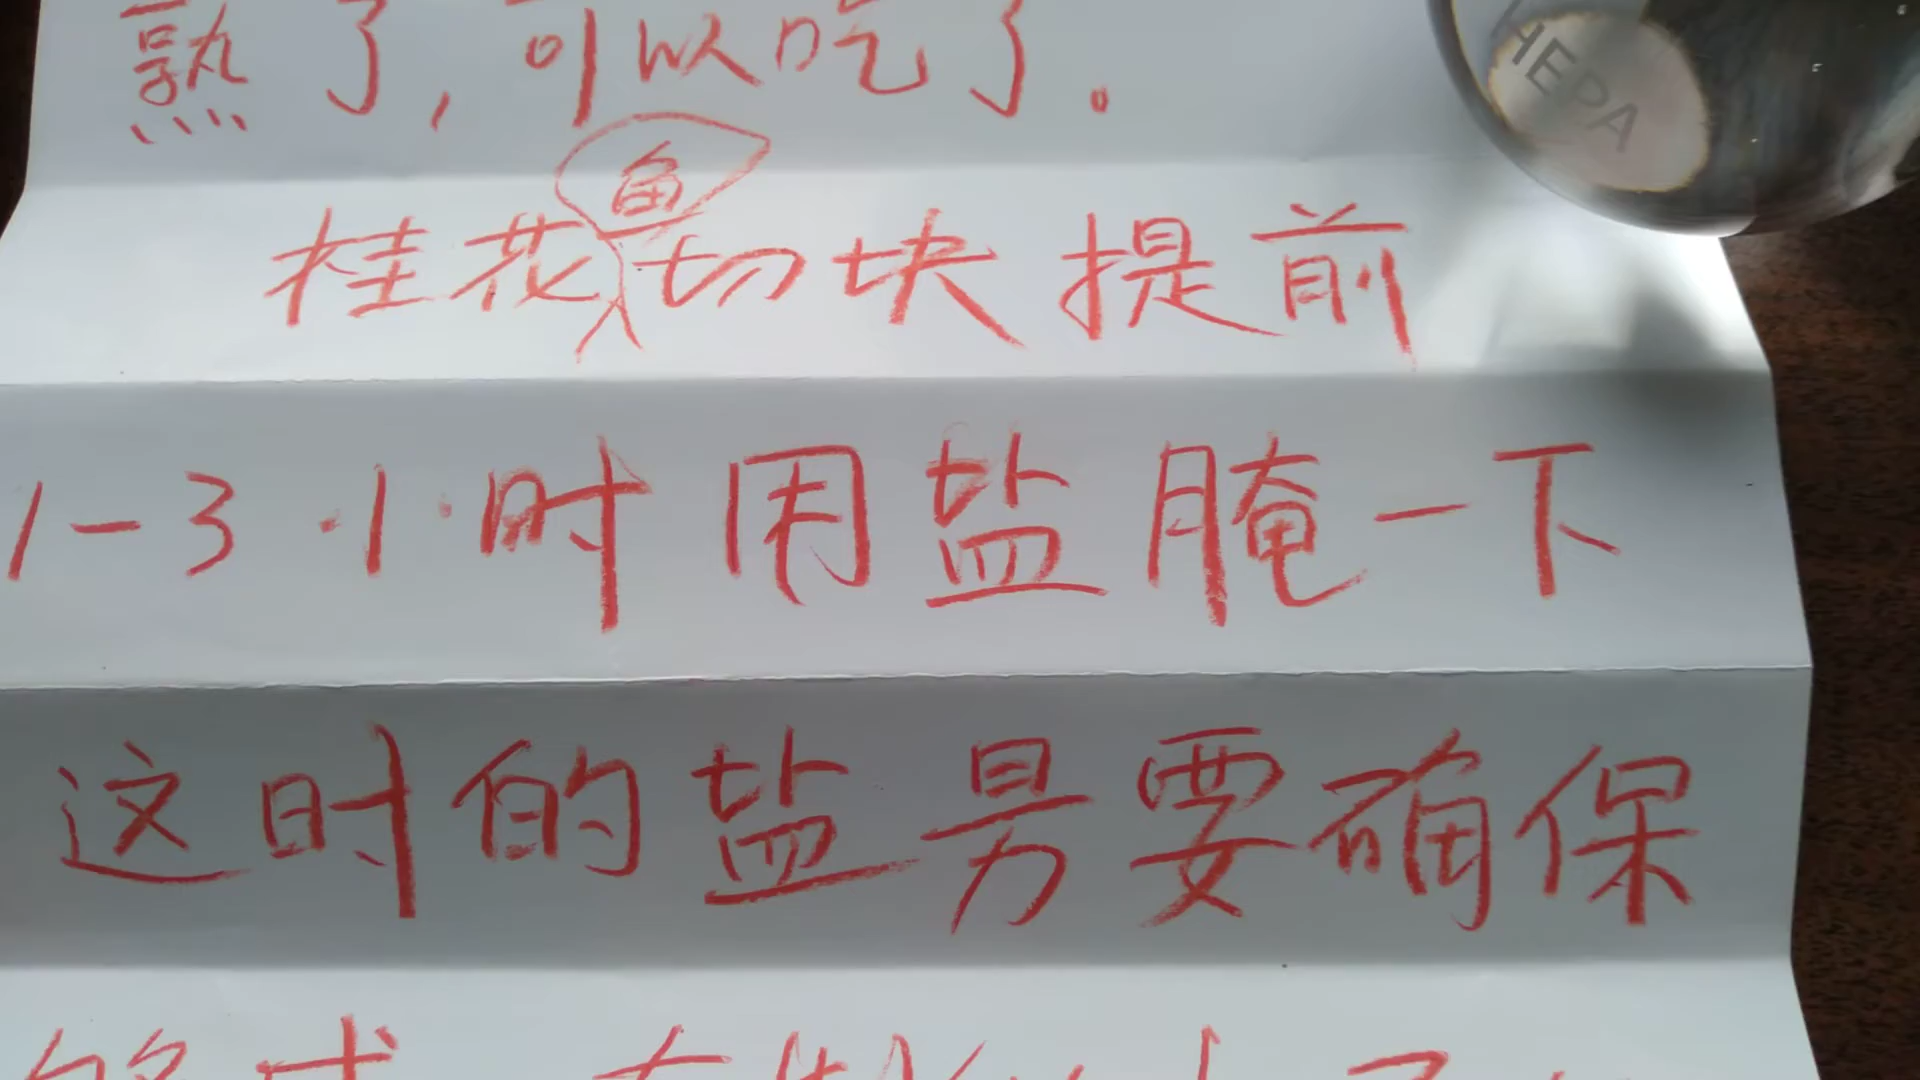 熟了,可以吃了。
HEPA
桂花鱼切块提前
1-3小时用盐腌一下
这时的盐要确保